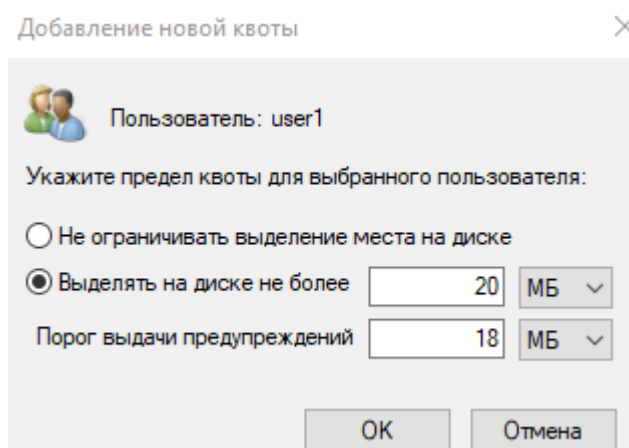 Добавление новой квоты
Пользователь: user1
Укажите предел квоты для выбранного пользователя:
Не ограничивать выделение места на диске
Выделять на диске не более 20 МБ
Порог выдачи предупреждений 18 МБ
ОК Отмена